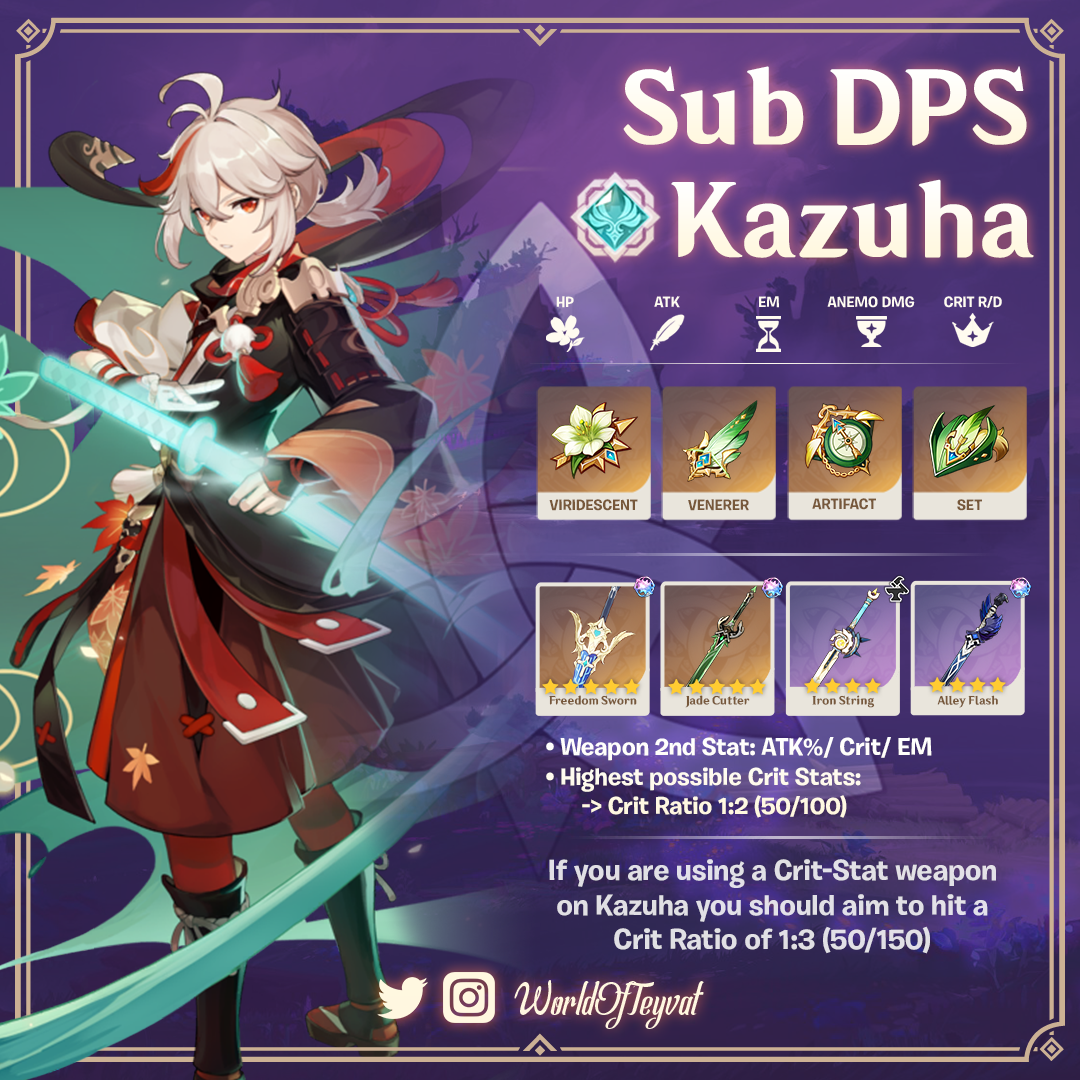 Sub DPS
Kazuha
HP ATK EM ANEMO DMG CRIT R/D
VIRIDESCENT VENERER ARTIFACT SET
Freedom Sworn Jade Cutter Iron String Alley Flash
• Weapon 2nd Stat: ATK%/ Crit/ EM
• Highest possible Crit Stats:
-> Crit Ratio 1:2 (50/100)
If you are using a Crit-Stat weapon
on Kazuha you should aim to hit a
Crit Ratio of 1:3 (50/150)
WorldOfTeyvat